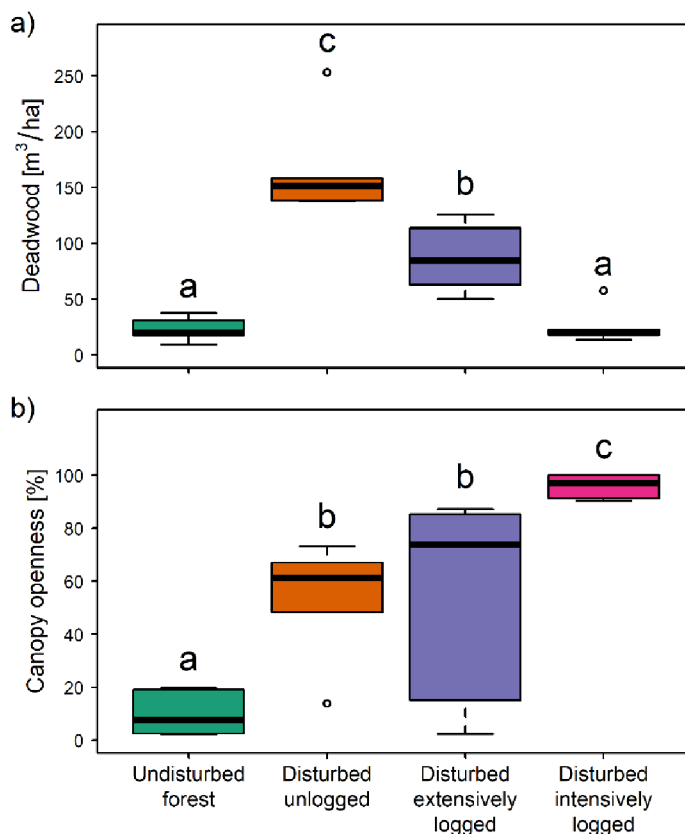 a)
Deadwood [m³/ha]
250
200
150
100
50
0
a
c
b
a
b)
Canopy openness [%]
100
80
60
40
20
0
a
b
b
c
Undisturbed
forest
Disturbed
unlogged
Disturbed
extensively
logged
Disturbed
intensively
logged